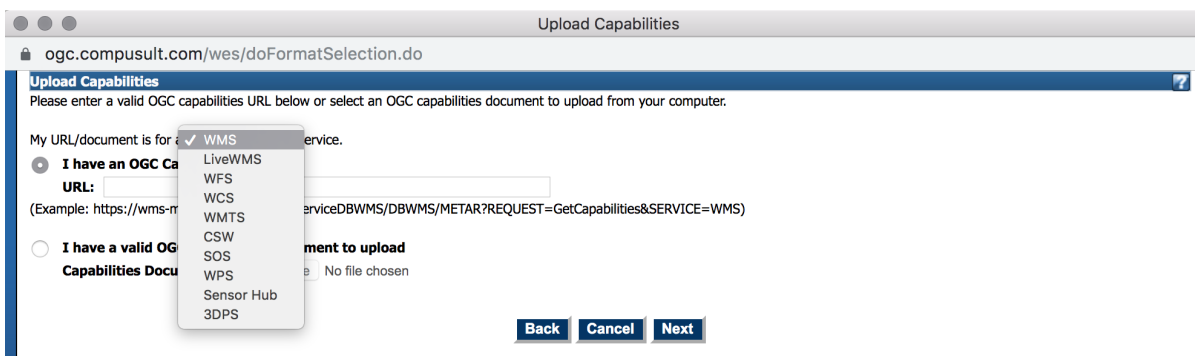 Upload Capabilities
ogc.compusult.com/wes/doFormatSelection.do
Upload Capabilities ?
Please enter a valid OGC capabilities URL below or select an OGC capabilities document to upload from your computer.
My URL/document is for ✓ WMS ervice.
LiveWMS
I have an OGC Ca
WFS
URL:
WCS
(Example: https://wms-m erviceDBWMS/DBWMS/METAR?REQUEST=GetCapabilities&SERVICE=WMS)
WMTS
CSW
I have a valid OG ment to upload
SOS
Capabilities Docu No file chosen
WPS
Sensor Hub
3DPS
Back Cancel Next